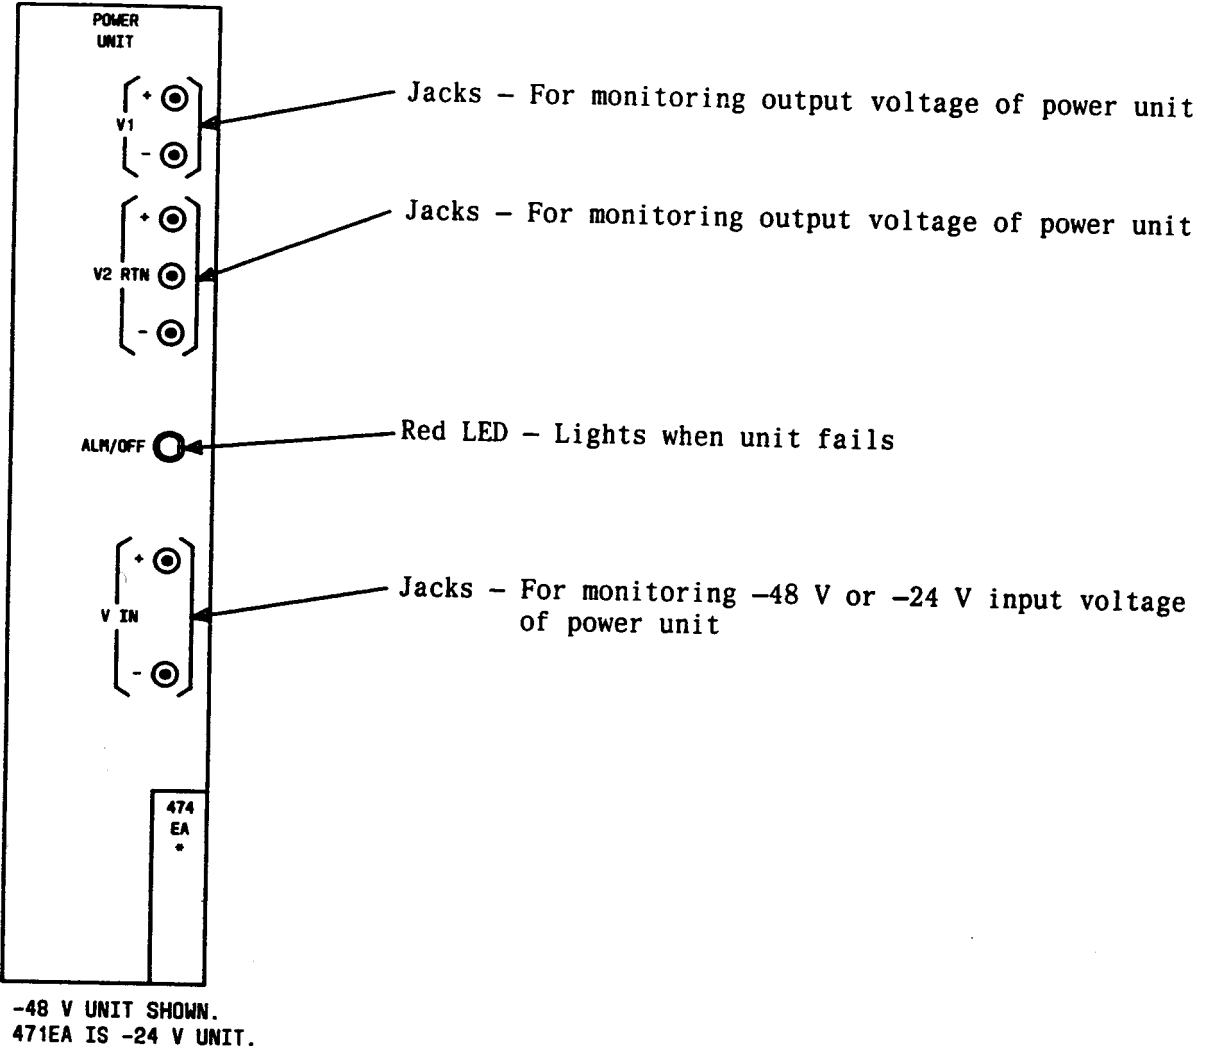 POWER
UNIT
+
V1
-
Jacks – For monitoring output voltage of power unit
+
V2 RTN
-
Jacks – For monitoring output voltage of power unit
ALM/OFF
Red LED – Lights when unit fails
+
V IN
-
Jacks – For monitoring –48 V or –24 V input voltage
of power unit
474
EA
*
-48 V UNIT SHOWN.
471EA IS -24 V UNIT.